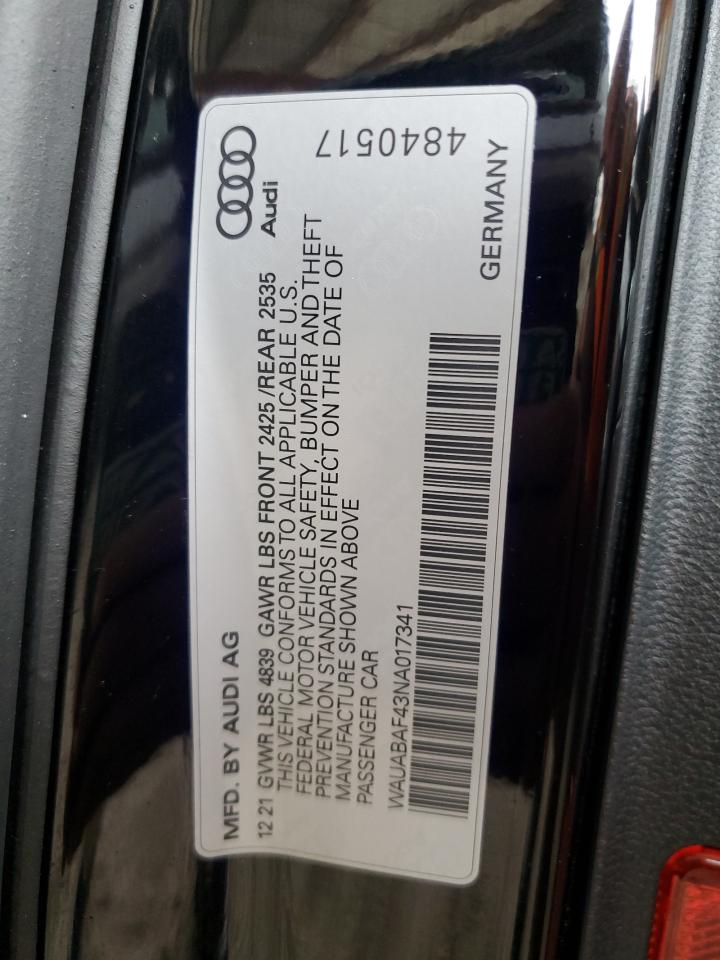 MFD. BY AUDI AG
Audi
12 21 GVWR LBS 4839 GAWR LBS FRONT 2425 /REAR 2535
THIS VEHICLE CONFORMS TO ALL APPLICABLE U.S.
FEDERAL MOTOR VEHICLE SAFETY, BUMPER AND THEFT
PREVENTION STANDARDS IN EFFECT ON THE DATE OF
MANUFACTURE SHOWN ABOVE
PASSENGER CAR
WAUABAF43NA017341
4840517
GERMANY